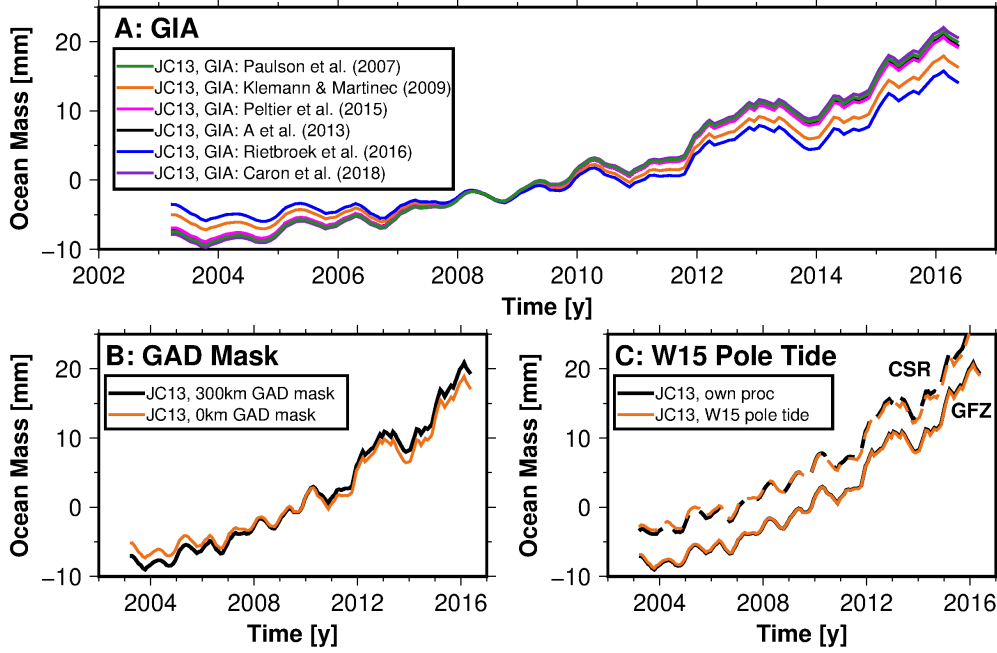 A: GIA
JC13, GIA: Paulson et al. (2007)
JC13, GIA: Klemann & Martinec (2009)
JC13, GIA: Peltier et al. (2015)
JC13, GIA: A et al. (2013)
JC13, GIA: Rietbroek et al. (2016)
JC13, GIA: Caron et al. (2018)
Ocean Mass [mm]
20
10
0
−10
2002 2004 2006 2008 2010 2012 2014 2016
Time [y]
B: GAD Mask
JC13, 300km GAD mask
JC13, 0km GAD mask
Ocean Mass [mm]
20
10
0
−10
2004 2008 2012 2016
Time [y]
C: W15 Pole Tide
JC13, own proc
JC13, W15 pole tide
CSR
GFZ
Ocean Mass [mm]
20
10
0
−10
2004 2008 2012 2016
Time [y]